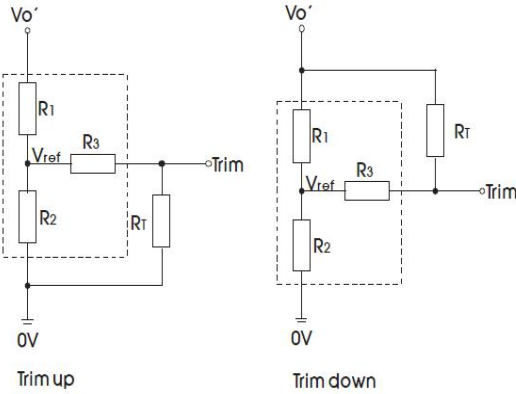 Vo´
R1
R3
Vref
Trim
R2
RT
0V
Trim up
Vo´
R1
RT
R3
Vref
Trim
R2
0V
Trim down